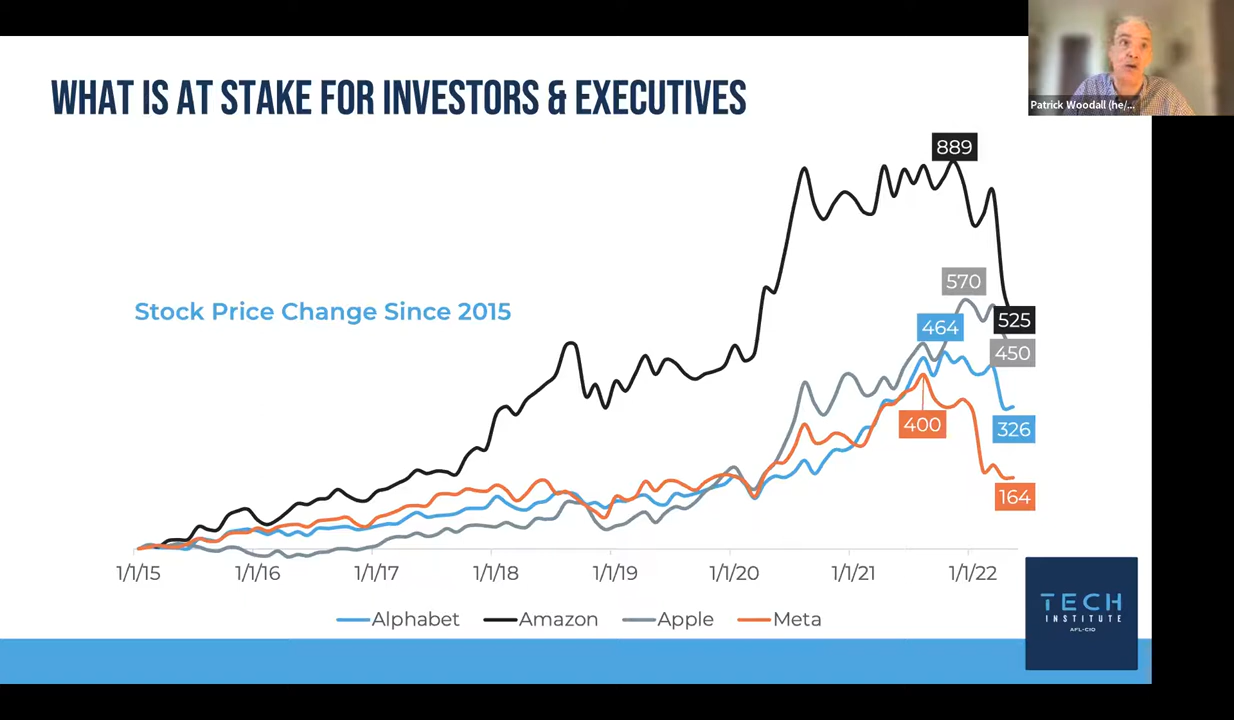 WHAT IS AT STAKE FOR INVESTORS & EXECUTIVES
Patrick Woodall (he/...
889
570
Stock Price Change Since 2015
464
525
450
400
326
164
1/1/15 1/1/16 1/1/17 1/1/18 1/1/19 1/1/20 1/1/21 1/1/22
Alphabet Amazon Apple Meta
TECH
INSTITUTE
AFL-CIO